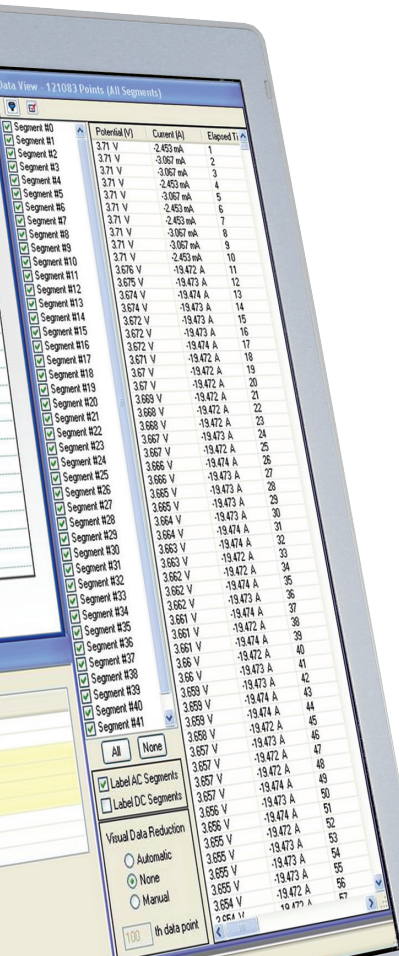 Data View - 121083 Points (All Segments)
Segment #0
Segment #1
Segment #2
Segment #3
Segment #4
Segment #5
Segment #6
Segment #7
Segment #8
Segment #9
Segment #10
Segment #11
Segment #12
Segment #13
Segment #14
Segment #15
Segment #16
Segment #17
Segment #18
Segment #19
Segment #20
Segment #21
Segment #22
Segment #23
Segment #24
Segment #25
Segment #26
Segment #27
Segment #28
Segment #29
Segment #30
Segment #31
Segment #32
Segment #33
Segment #34
Segment #35
Segment #36
Segment #37
Segment #38
Segment #39
Segment #40
Segment #41
All None
Label AC Segments
Label DC Segments
Visual Data Reduction
Automatic
None
Manual
100 th data point
Potential (V) Current (A) Elapsed Ti
3.71 V -2.453 mA 1
3.71 V -3.067 mA 2
3.71 V -3.067 mA 3
3.71 V -2.453 mA 4
3.71 V -3.067 mA 5
3.71 V -2.453 mA 6
3.71 V -2.453 mA 7
3.71 V -3.067 mA 8
3.71 V -3.067 mA 9
3.71 V -2.453 mA 10
3.676 V -19.472 A 11
3.675 V -19.473 A 12
3.674 V -19.474 A 13
3.674 V -19.473 A 14
3.672 V -19.473 A 15
3.672 V -19.473 A 16
3.672 V -19.474 A 17
3.671 V -19.472 A 18
3.67 V -19.472 A 19
3.67 V -19.472 A 20
3.669 V -19.472 A 21
3.668 V -19.472 A 22
3.668 V -19.472 A 23
3.667 V -19.473 A 24
3.667 V -19.472 A 25
3.666 V -19.474 A 26
3.666 V -19.473 A 27
3.665 V -19.473 A 28
3.665 V -19.473 A 29
3.664 V -19.473 A 30
3.664 V -19.474 A 31
3.663 V -19.474 A 32
3.663 V -19.472 A 33
3.662 V -19.472 A 34
3.662 V -19.474 A 35
3.662 V -19.473 A 36
3.661 V -19.474 A 37
3.661 V -19.472 A 38
3.661 V -19.474 A 39
3.66 V -19.472 A 40
3.66 V -19.473 A 41
3.659 V -19.473 A 42
3.659 V -19.474 A 43
3.659 V -19.474 A 44
3.658 V -19.472 A 45
3.657 V -19.473 A 46
3.657 V -19.472 A 47
3.657 V -19.472 A 48
3.657 V -19.474 A 49
3.656 V -19.473 A 50
3.656 V -19.474 A 51
3.655 V -19.472 A 52
3.655 V -19.473 A 53
3.655 V -19.473 A 54
3.655 V -19.473 A 55
3.654 V -19.472 A 56